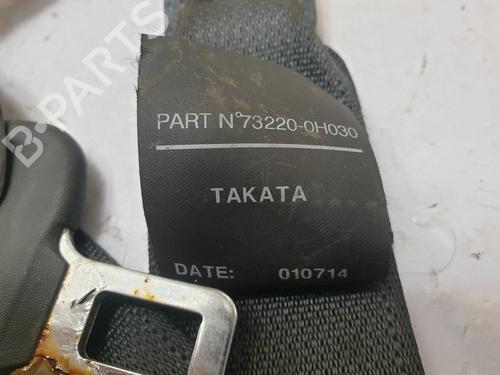 B-PARTS
PART N°73220-0H030
TAKATA
DATE: 010714